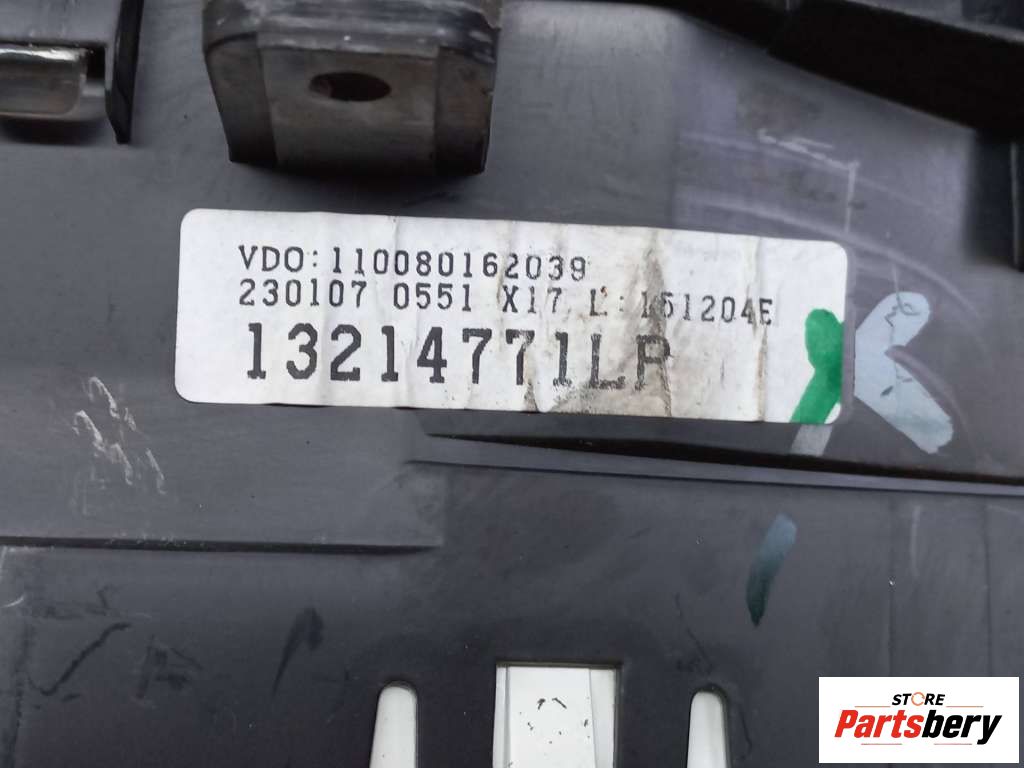 VDO:110080162039
230107 0551 X17 L:151204E
13214771LP
STORE
Partsbery